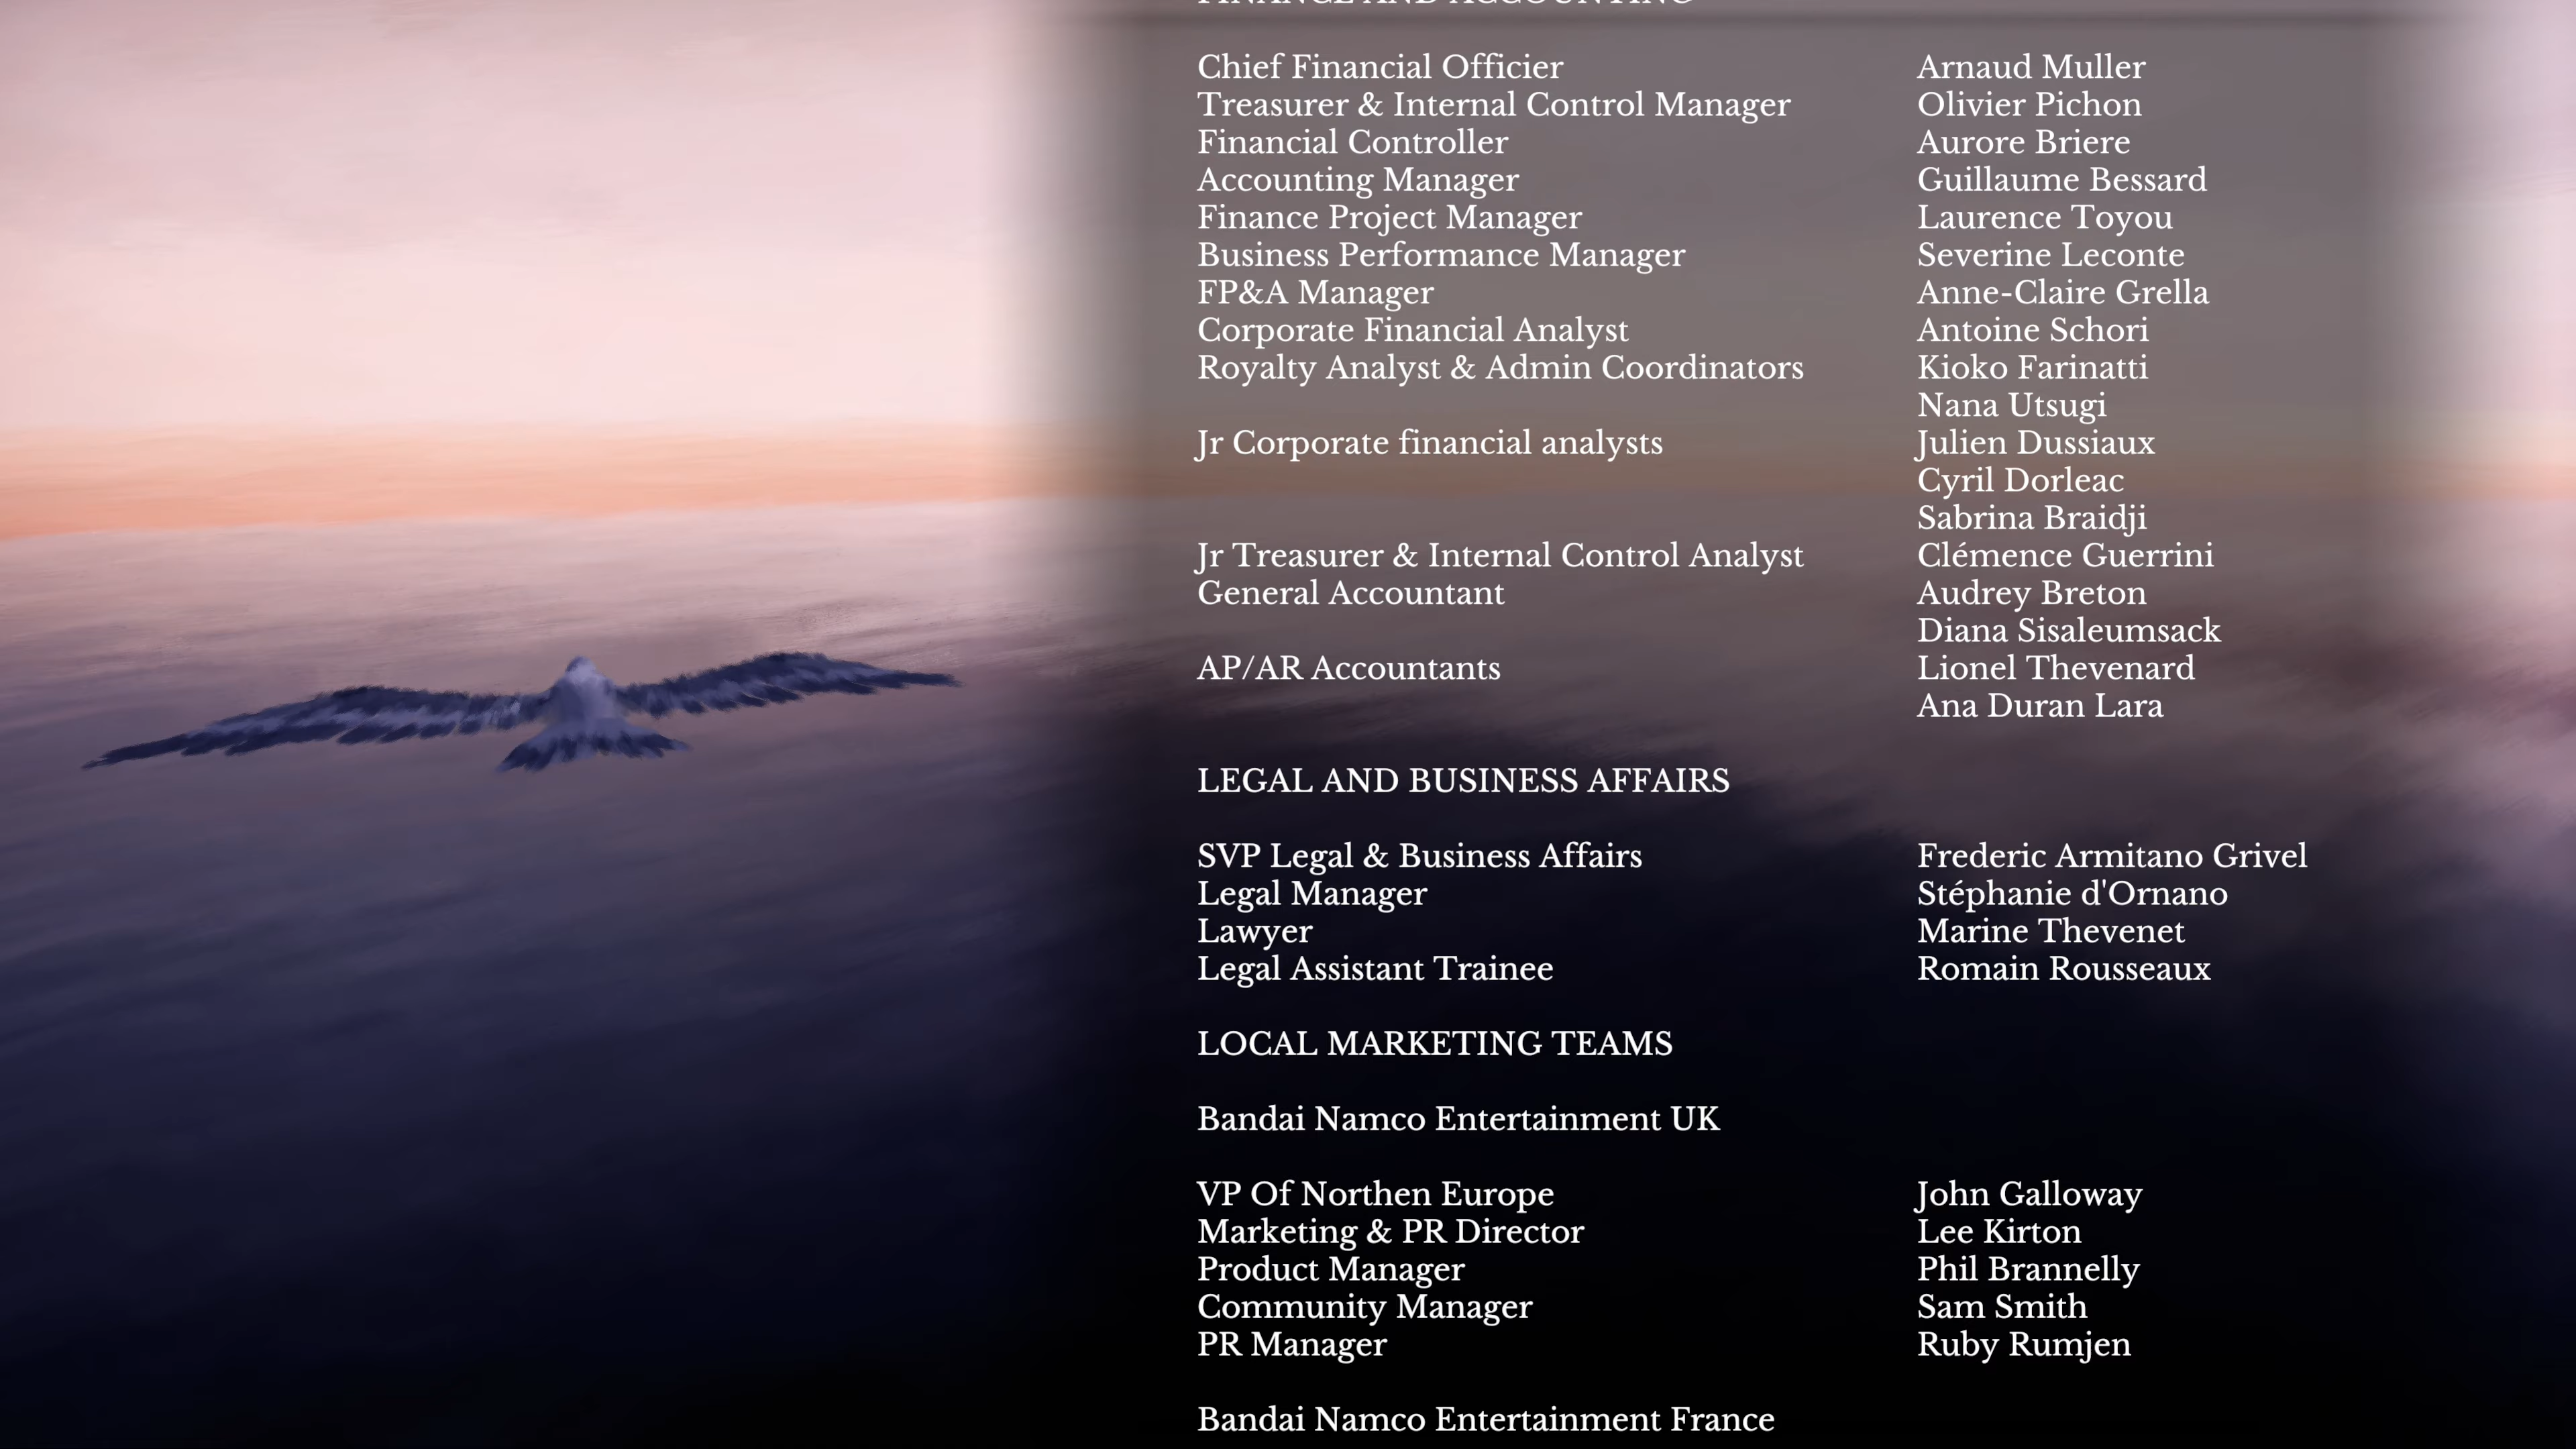 FINANCE AND ACCOUNTING
Chief Financial Officier Arnaud Muller
Treasurer & Internal Control Manager Olivier Pichon
Financial Controller Aurore Briere
Accounting Manager Guillaume Bessard
Finance Project Manager Laurence Toyou
Business Performance Manager Severine Leconte
FP&A Manager Anne-Claire Grella
Corporate Financial Analyst Antoine Schori
Royalty Analyst & Admin Coordinators Kioko Farinatti
Nana Utsugi
Jr Corporate financial analysts Julien Dussiaux
Cyril Dorleac
Sabrina Braidji
Jr Treasurer & Internal Control Analyst Clémence Guerrini
General Accountant Audrey Breton
Diana Sisaleumsack
AP/AR Accountants Lionel Thevenard
Ana Duran Lara
LEGAL AND BUSINESS AFFAIRS
SVP Legal & Business Affairs Frederic Armitano Grivel
Legal Manager Stéphanie d'Ornano
Lawyer Marine Thevenet
Legal Assistant Trainee Romain Rousseaux
LOCAL MARKETING TEAMS
Bandai Namco Entertainment UK
VP Of Northen Europe John Galloway
Marketing & PR Director Lee Kirton
Product Manager Phil Brannelly
Community Manager Sam Smith
PR Manager Ruby Rumjen
Bandai Namco Entertainment France